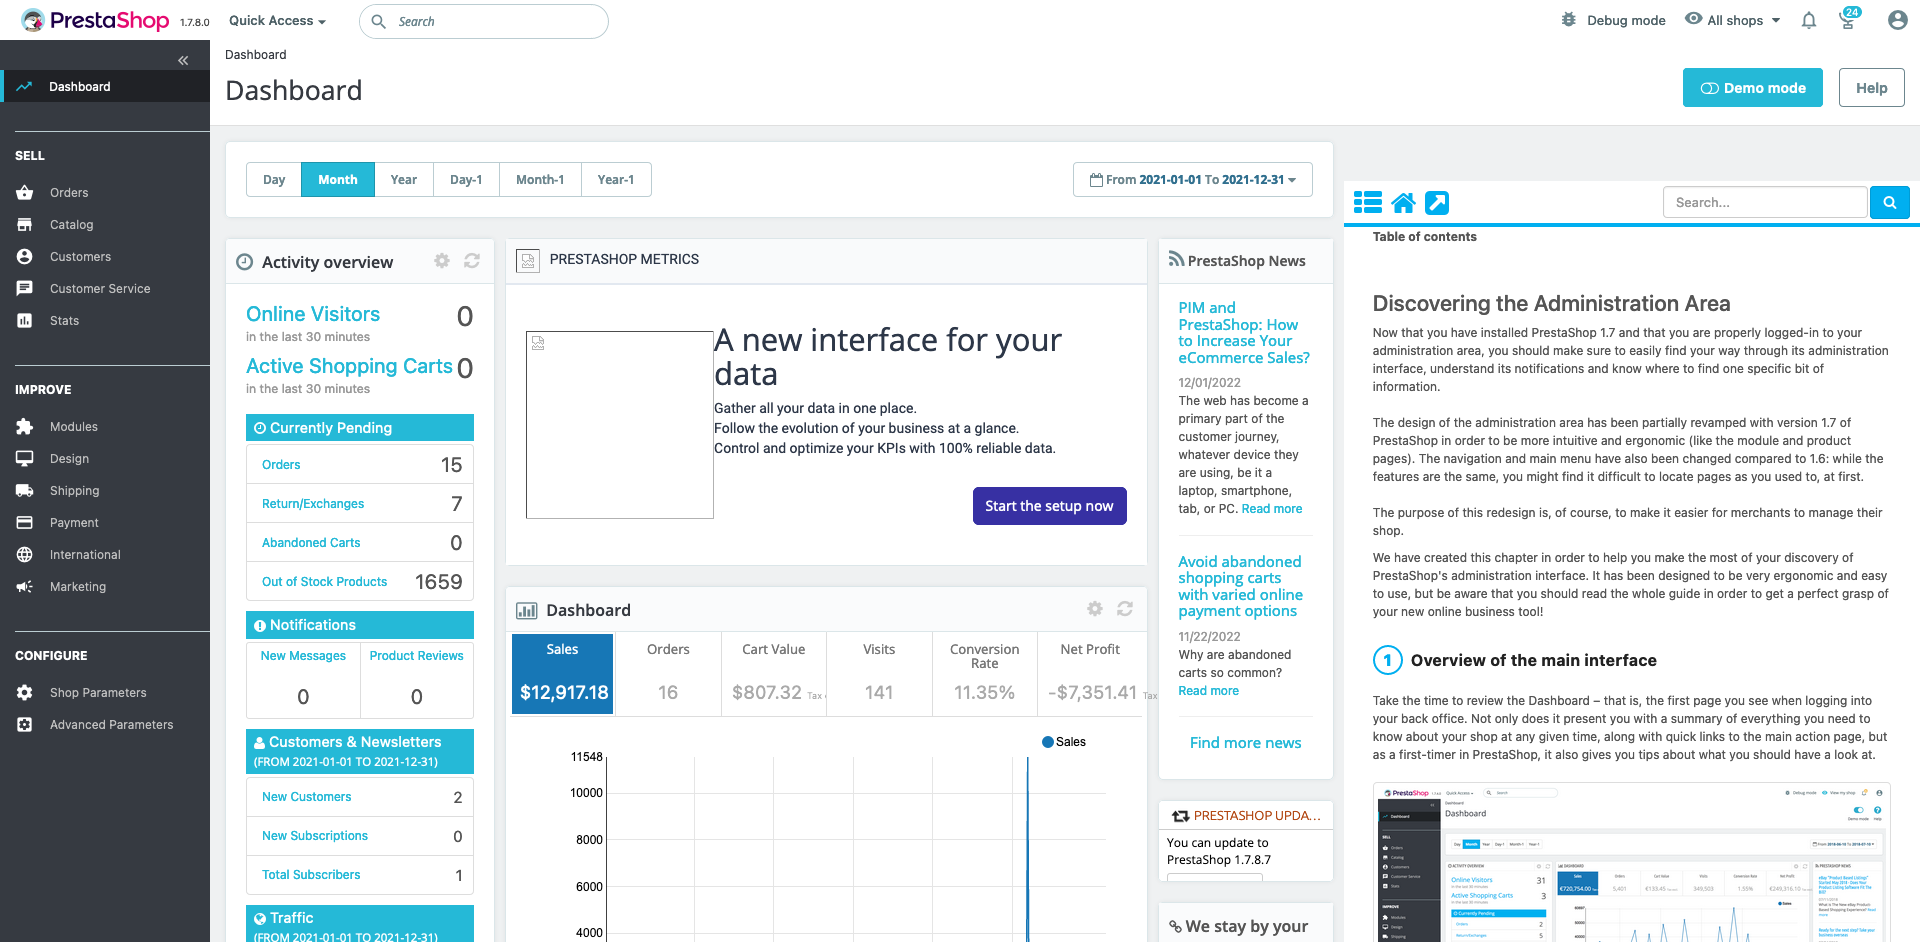 PrestaShop 1.7.8.0
Quick Access
Search
Debug mode
All shops
24
Dashboard
SELL
Orders
Catalog
Customers
Customer Service
Stats
IMPROVE
Modules
Design
Shipping
Payment
International
Marketing
CONFIGURE
Shop Parameters
Advanced Parameters
Dashboard
Dashboard
Demo mode
Help
Day
Month
Year
Day-1
Month-1
Year-1
From 2021-01-01 To 2021-12-31
Activity overview
Online Visitors 0
in the last 30 minutes
Active Shopping Carts 0
in the last 30 minutes
Currently Pending
Orders 15
Return/Exchanges 7
Abandoned Carts 0
Out of Stock Products 1659
Notifications
New Messages
0
Product Reviews
0
Customers & Newsletters
(FROM 2021-01-01 TO 2021-12-31)
New Customers 2
New Subscriptions 0
Total Subscribers 1
Traffic
(FROM 2021-01-01 TO 2021-12-31)
PRESTASHOP METRICS
A new interface for your
data
Gather all your data in one place.
Follow the evolution of your business at a glance.
Control and optimize your KPIs with 100% reliable data.
Start the setup now
Dashboard
Sales
$12,917.18
Orders
16
Cart Value
$807.32 Tax
Visits
141
Conversion
Rate
11.35%
Net Profit
-$7,351.41 Tax
Sales
11548
10000
8000
6000
4000
PrestaShop News
PIM and
PrestaShop: How
to Increase Your
eCommerce Sales?
12/01/2022
The web has become a
primary part of the
customer journey,
whatever device they
are using, be it a
laptop, smartphone,
tab, or PC. Read more
Avoid abandoned
shopping carts
with varied online
payment options
11/22/2022
Why are abandoned
carts so common?
Read more
Find more news
PRESTASHOP UPDA...
You can update to
PrestaShop 1.7.8.7
We stay by your
Search...
Table of contents
Discovering the Administration Area
Now that you have installed PrestaShop 1.7 and that you are properly logged-in to your
administration area, you should make sure to easily find your way through its administration
interface, understand its notifications and know where to find one specific bit of
information.
The design of the administration area has been partially revamped with version 1.7 of
PrestaShop in order to be more intuitive and ergonomic (like the module and product
pages). The navigation and main menu have also been changed compared to 1.6: while the
features are the same, you might find it difficult to locate pages as you used to, at first.
The purpose of this redesign is, of course, to make it easier for merchants to manage their
shop.
We have created this chapter in order to help you make the most of your discovery of
PrestaShop's administration interface. It has been designed to be very ergonomic and easy
to use, but be aware that you should read the whole guide in order to get a perfect grasp of
your new online business tool!
1 Overview of the main interface
Take the time to review the Dashboard – that is, the first page you see when logging into
your back office. Not only does it present you with a summary of everything you need to
know about your shop at any given time, along with quick links to the main action page, but
as a first-timer in PrestaShop, it also gives you tips about what you should have a look at.
PrestaShop
Quick Access
Search
Debug mode
View my shop
Dashboard
Dashboard
Demo mode
Help
Online Visitors 31
Active Shopping Carts 3
Currently Pending